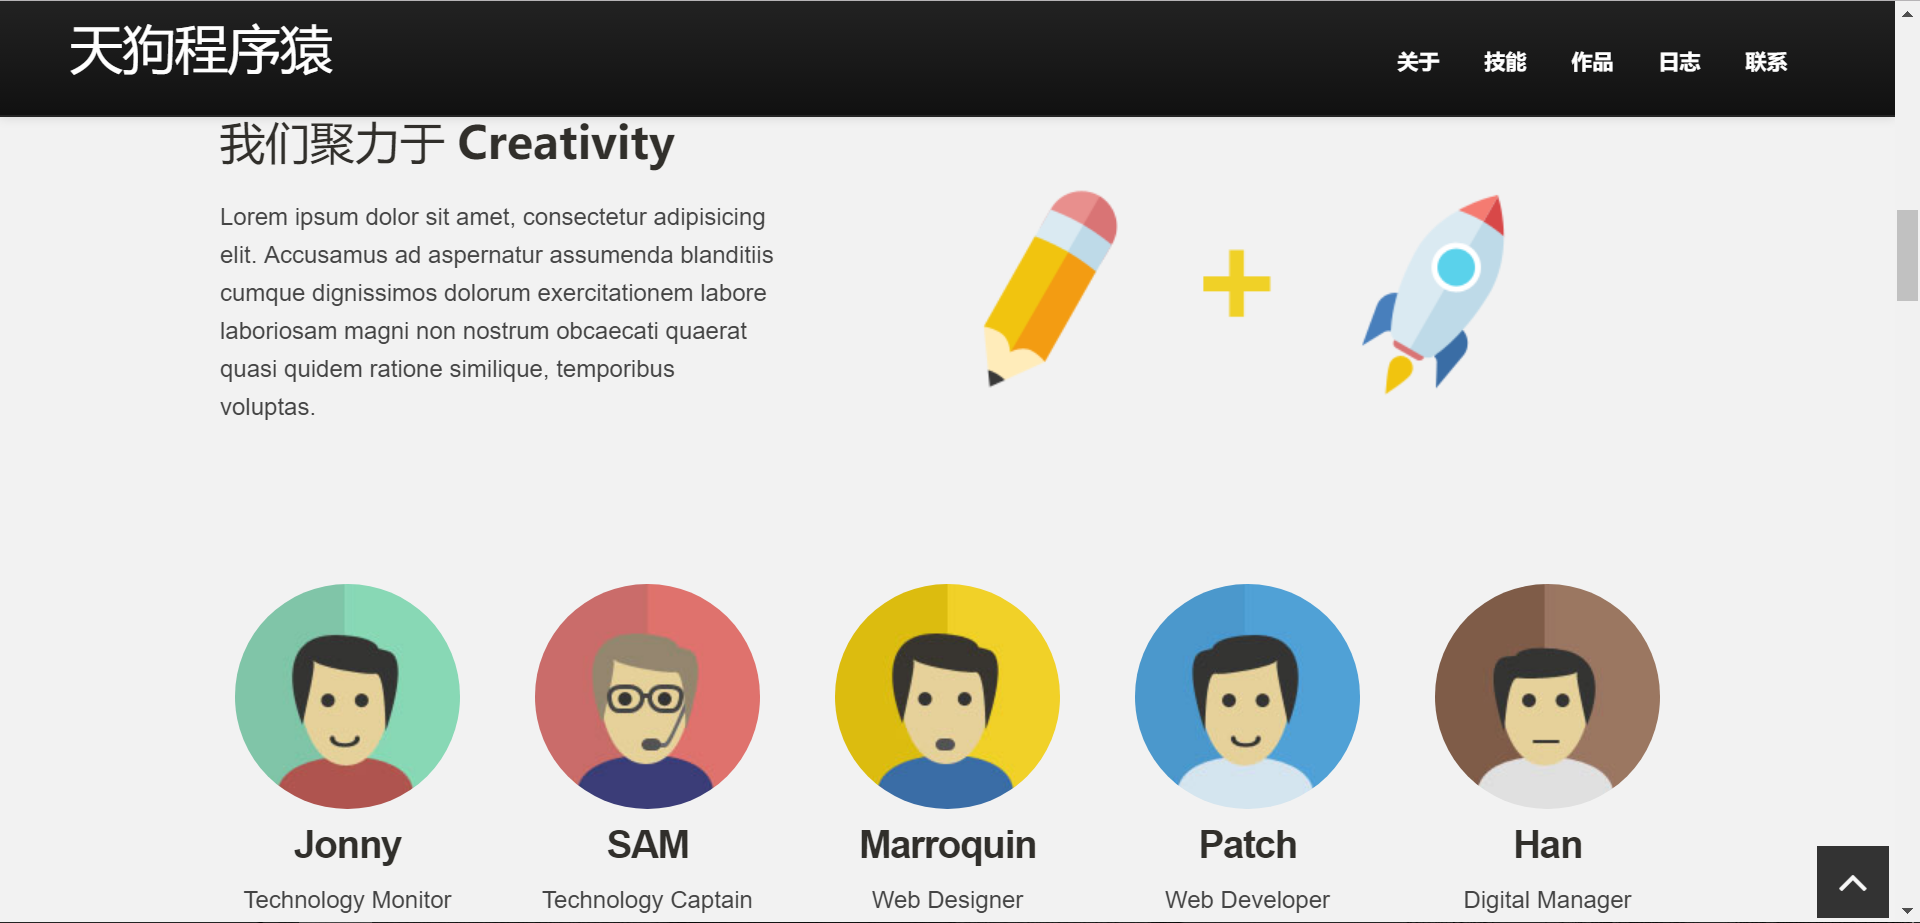 天狗程序猿
关于 技能 作品 日志 联系
我们聚力于 Creativity
Lorem ipsum dolor sit amet, consectetur adipisicing
elit. Accusamus ad aspernatur assumenda blanditiis
cumque dignissimos dolorum exercitationem labore
laboriosam magni non nostrum obcaecati quaerat
quasi quidem ratione similique, temporibus
voluptas.
Jonny
Technology Monitor
SAM
Technology Captain
Marroquin
Web Designer
Patch
Web Developer
Han
Digital Manager